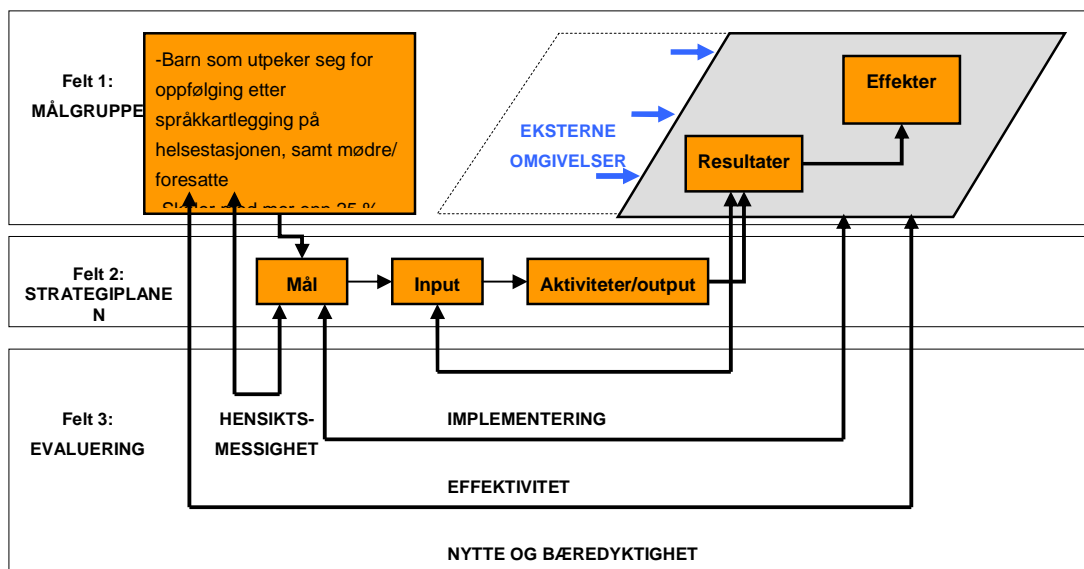 Felt 1:
MÅLGRUPPE
-Barn som utpeker seg for
oppfølging etter
språkkartlegging på
helsestasjonen, samt mødre/
foresatte
EKSTERNE
OMGIVELSER
Resultater
Effekter
Felt 2:
STRATEGIPLANE
N
Mål
Input
Aktiviteter/output
Felt 3:
EVALUERING
HENSIKTS-
MESSIGHET
IMPLEMENTERING
EFFEKTIVITET
NYTTE OG BÆREDYKTIGHET